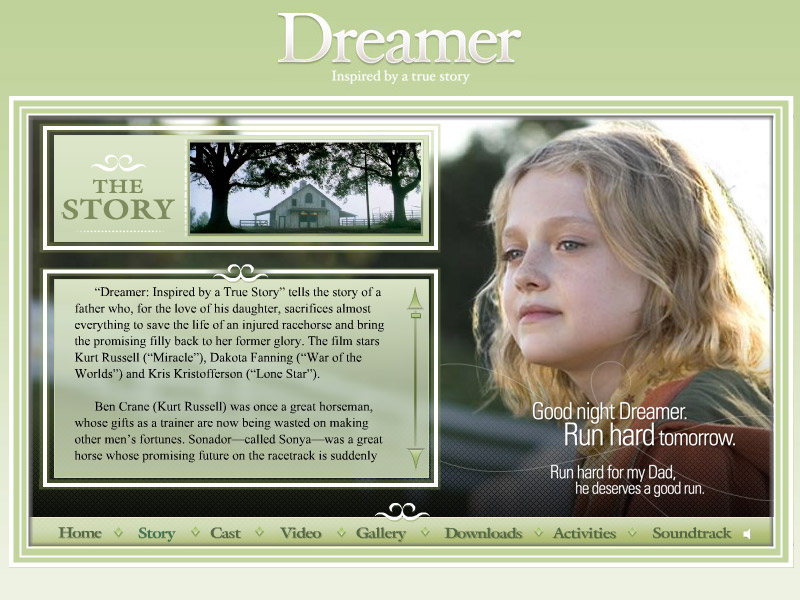 Dreamer
Inspired by a true story
THE
STORY
“Dreamer: Inspired by a True Story” tells the story of a
father who, for the love of his daughter, sacrifices almost
everything to save the life of an injured racehorse and bring
the promising filly back to her former glory. The film stars
Kurt Russell (“Miracle”), Dakota Fanning (“War of the
Worlds”) and Kris Kristofferson (“Lone Star”).
Ben Crane (Kurt Russell) was once a great horseman,
whose gifts as a trainer are now being wasted on making
other men’s fortunes. Sonador—called Sonya—was a great
horse whose promising future on the racetrack is suddenly
Good night Dreamer.
Run hard tomorrow.
Run hard for my Dad,
he deserves a good run.
Home Story Cast Video Gallery Downloads Activities Soundtrack